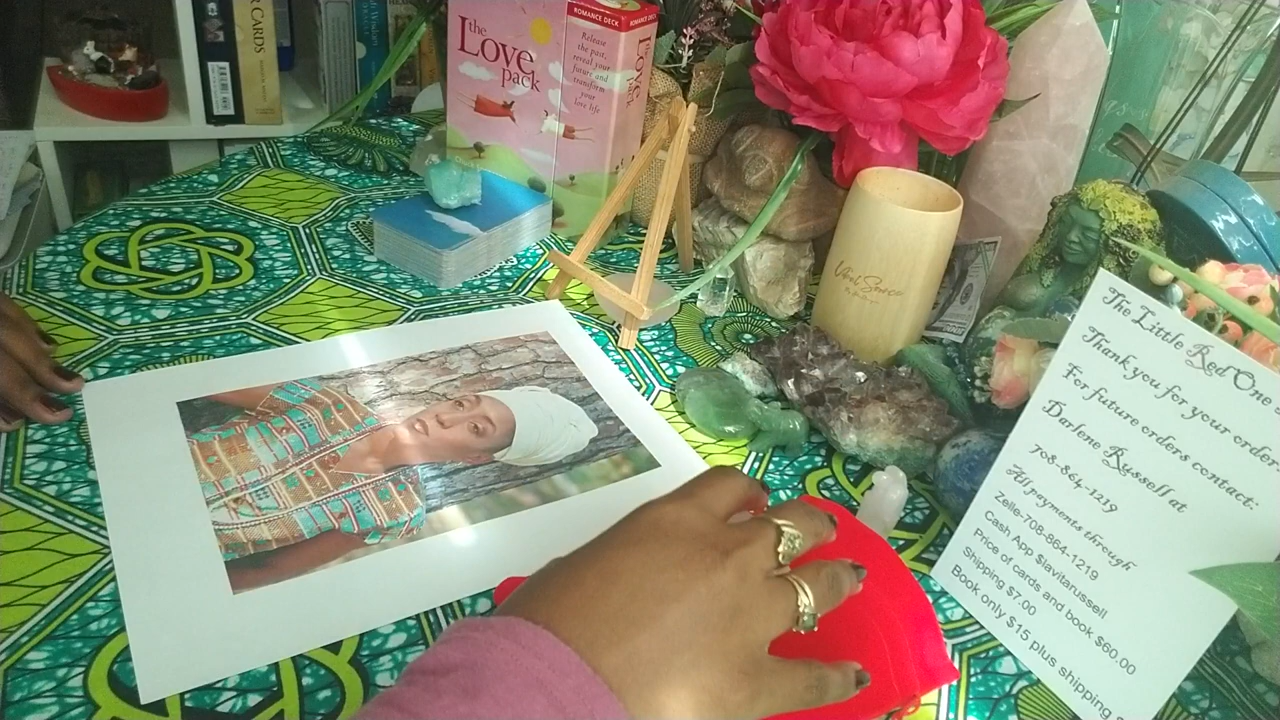 CARDS
the
Love
pack
ROMANCE DECK
Release
the past,
reveal your
future and
transform
your love life
The Little Red One
Thank you for your order
For future orders contact:
Darlene Russell at
708-864-1219
All payments through
Zelle-708-864-1219
Cash App $lavitarussell
Price of cards and book $60.00
Shipping $7.00
Book only $15 plus shipping